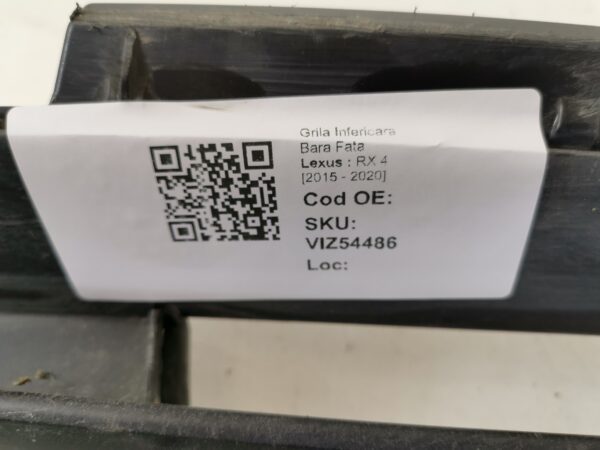 Grila Inferioara
Bara Fata
Lexus : RX 4
[2015 - 2020]
Cod OE:
SKU:
VIZ54486
Loc: